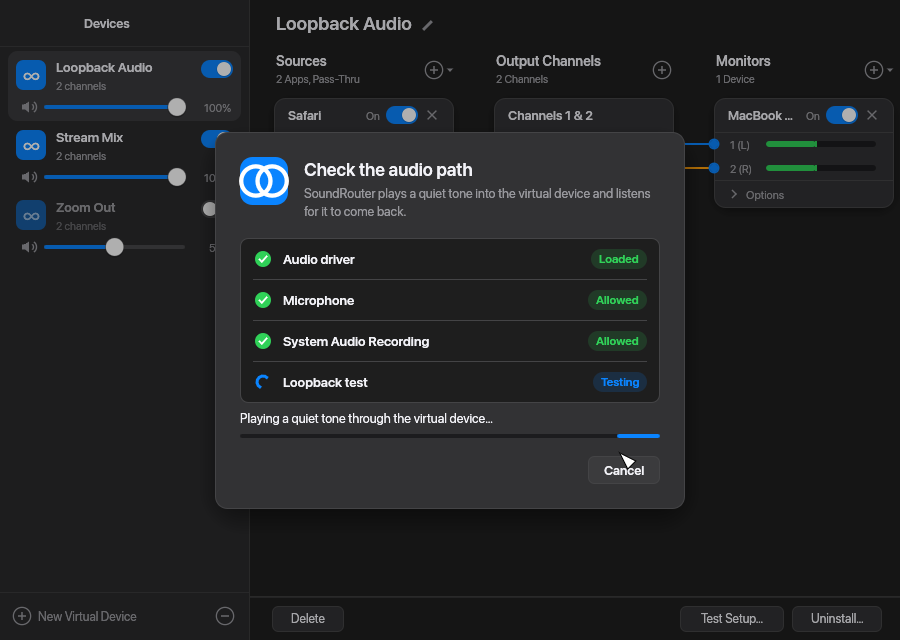 Devices
Loopback Audio
2 channels
100%
Stream Mix
2 channels
Zoom Out
2 channels
New Virtual Device
Loopback Audio
Sources
2 Apps, Pass-Thru
Output Channels
2 Channels
Monitors
1 Device
Safari
On
Channels 1 & 2
MacBook ...
On
1 (L)
2 (R)
Options
Check the audio path
SoundRouter plays a quiet tone into the virtual device and listens
for it to come back.
Audio driver
Loaded
Microphone
Allowed
System Audio Recording
Allowed
Loopback test
Testing
Playing a quiet tone through the virtual device...
Cancel
Delete
Test Setup...
Uninstall...